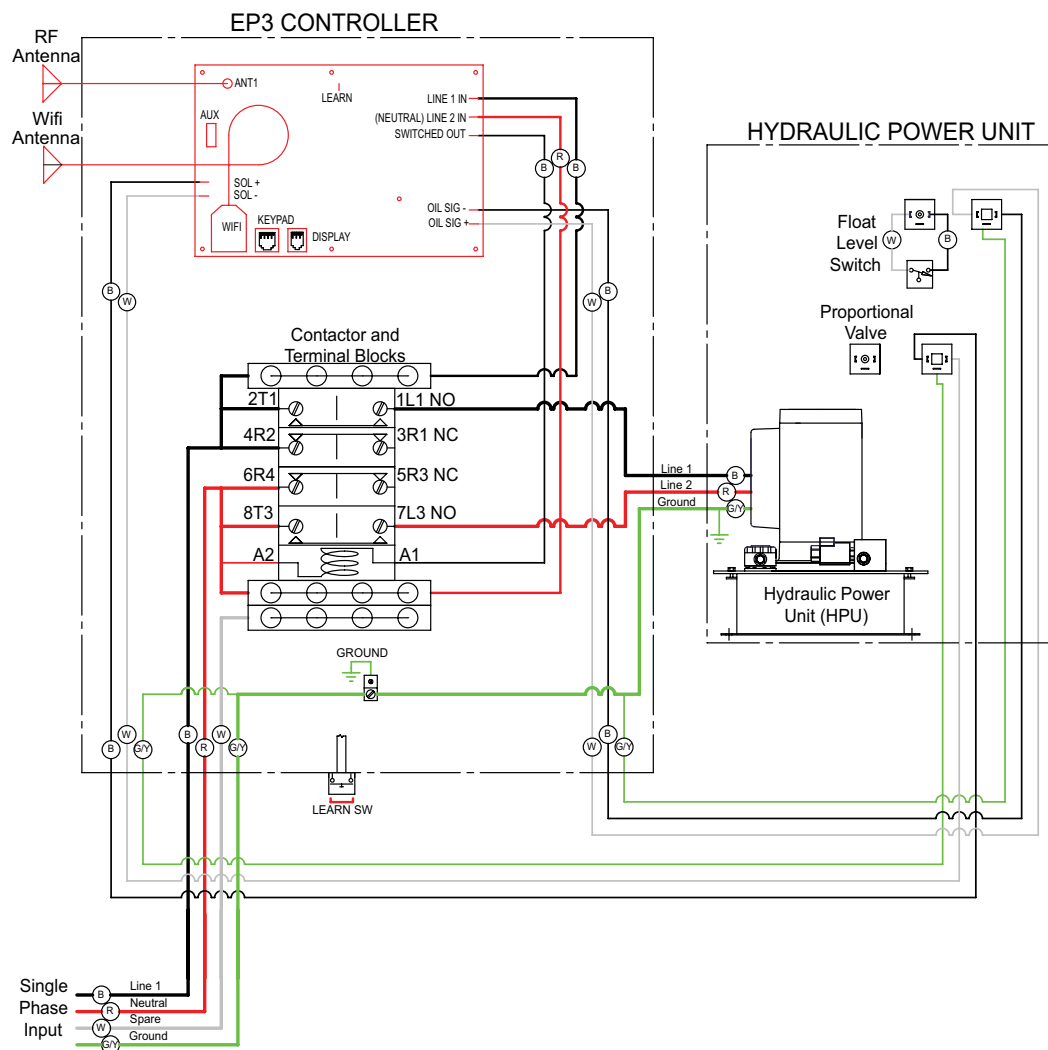 EP3 CONTROLLER
RF
Antenna
Wifi
Antenna
ANT1
LEARN
AUX
LINE 1 IN
(NEUTRAL) LINE 2 IN
SWITCHED OUT
SOL +
SOL -
WIFI
KEYPAD
DISPLAY
OIL SIG -
OIL SIG +
B
R
B
B
W
W
B
HYDRAULIC POWER UNIT
Float
Level
Switch
W
B
Proportional
Valve
Contactor and
Terminal Blocks
2T1
1L1 NO
4R2
3R1 NC
6R4
5R3 NC
8T3
7L3 NO
A2
A1
Line 1
B
Line 2
R
Ground
G/Y
Hydraulic Power
Unit (HPU)
GROUND
B
W
G/Y
B
R
W
G/Y
W
B
G/Y
LEARN SW
Single
Phase
Input
B
Line 1
R
Neutral
W
Spare
G/Y
Ground